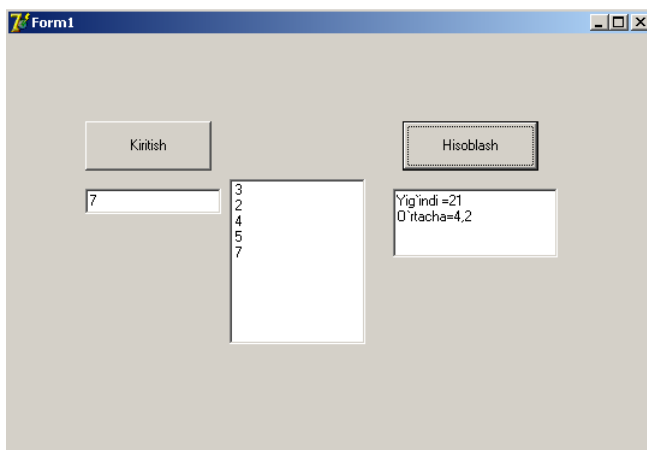 Form1
Kiritish
Hisoblash
7
3
2
4
5
7
Yig`indi =21
O`rtacha=4,2